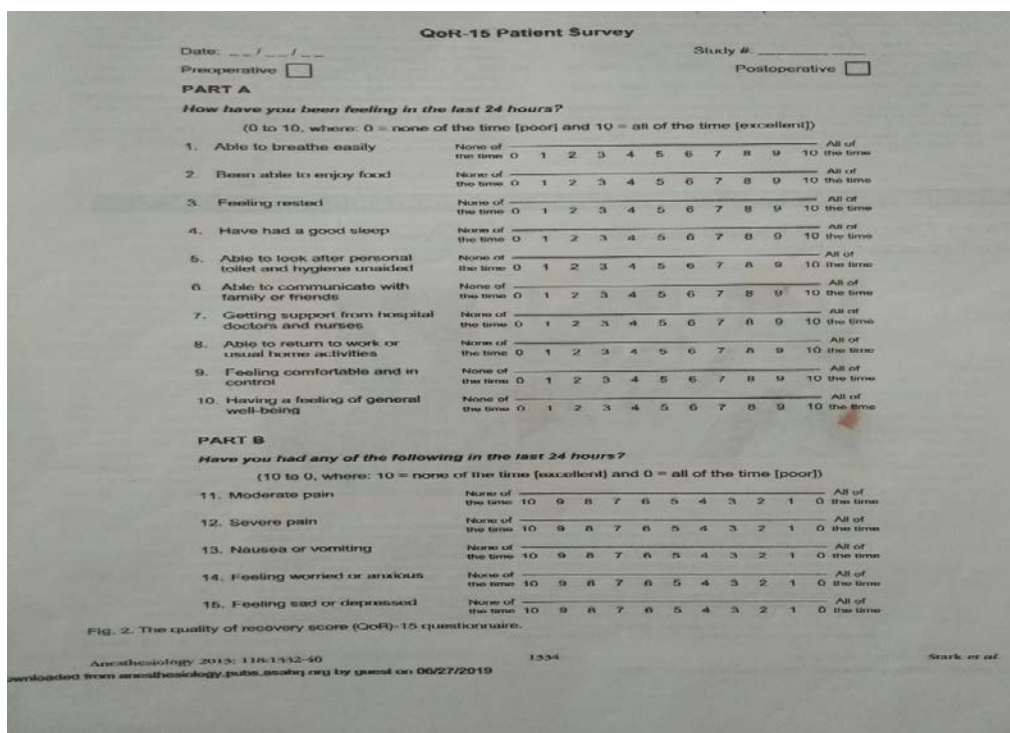 QoR-15 Patient Survey
Date: __/__/__ Study #: ________ ____
Preoperative Postoperative
PART A
How have you been feeling in the last 24 hours?
(0 to 10, where: 0 = none of the time [poor] and 10 = all of the time [excellent])
1. Able to breathe easily None of the time 0 1 2 3 4 5 6 7 8 9 10 All of the time
2. Been able to enjoy food None of the time 0 1 2 3 4 5 6 7 8 9 10 All of the time
3. Feeling rested None of the time 0 1 2 3 4 5 6 7 8 9 10 All of the time
4. Have had a good sleep None of the time 0 1 2 3 4 5 6 7 8 9 10 All of the time
5. Able to look after personal toilet and hygiene unaided None of the time 0 1 2 3 4 5 6 7 8 9 10 All of the time
6. Able to communicate with family or friends None of the time 0 1 2 3 4 5 6 7 8 9 10 All of the time
7. Getting support from hospital doctors and nurses None of the time 0 1 2 3 4 5 6 7 8 9 10 All of the time
8. Able to return to work or usual home activities None of the time 0 1 2 3 4 5 6 7 8 9 10 All of the time
9. Feeling comfortable and in control None of the time 0 1 2 3 4 5 6 7 8 9 10 All of the time
10. Having a feeling of general well-being None of the time 0 1 2 3 4 5 6 7 8 9 10 All of the time
PART B
Have you had any of the following in the last 24 hours?
(10 to 0, where: 10 = none of the time [excellent] and 0 = all of the time [poor])
11. Moderate pain None of the time 10 9 8 7 6 5 4 3 2 1 0 All of the time
12. Severe pain None of the time 10 9 8 7 6 5 4 3 2 1 0 All of the time
13. Nausea or vomiting None of the time 10 9 8 7 6 5 4 3 2 1 0 All of the time
14. Feeling worried or anxious None of the time 10 9 8 7 6 5 4 3 2 1 0 All of the time
15. Feeling sad or depressed None of the time 10 9 8 7 6 5 4 3 2 1 0 All of the time
Fig. 2. The quality of recovery score (QoR)-15 questionnaire.
Anesthesiology 2013; 118:1332-40 1334 Stark et al.
ownloaded from anesthesiology.pubs.asahq.org by guest on 06/27/2019